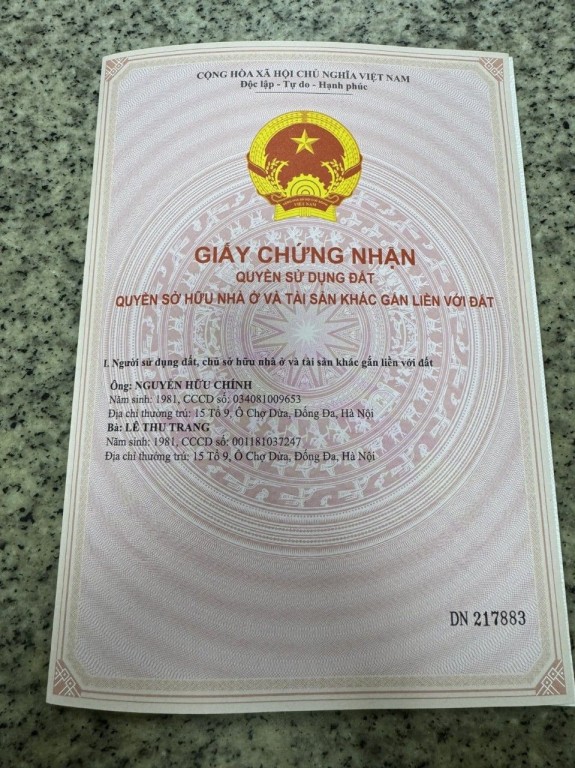 CỘNG HÒA XÃ HỘI CHỦ NGHĨA VIỆT NAM
Độc lập - Tự do - Hạnh phúc
VIỆT NAM
GIẤY CHỨNG NHẬN
QUYỀN SỬ DỤNG ĐẤT
QUYỀN SỞ HỮU NHÀ Ở VÀ TÀI SẢN KHÁC GẮN LIỀN VỚI ĐẤT
I. Người sử dụng đất, chủ sở hữu nhà ở và tài sản khác gắn liền với đất
Ông: NGUYỄN HỮU CHÍNH
Năm sinh: 1981, CCCD số: 034081009653
Địa chỉ thường trú: 15 Tổ 9, Ô Chợ Dừa, Đống Đa, Hà Nội
Bà: LÊ THU TRANG
Năm sinh: 1981, CCCD số: 001181037247
Địa chỉ thường trú: 15 Tổ 9, Ô Chợ Dừa, Đống Đa, Hà Nội
DN 217883